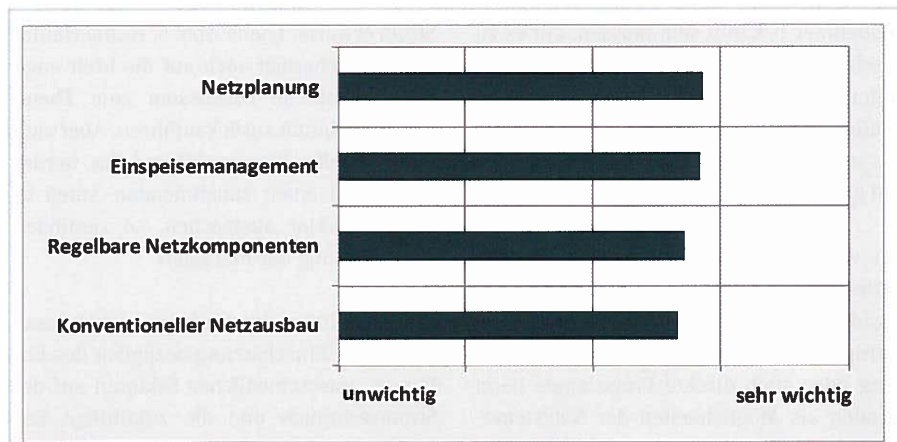 Netzplanung
Einspeisemanagement
Regelbare Netzkomponenten
Konventioneller Netzausbau
unwichtig sehr wichtig